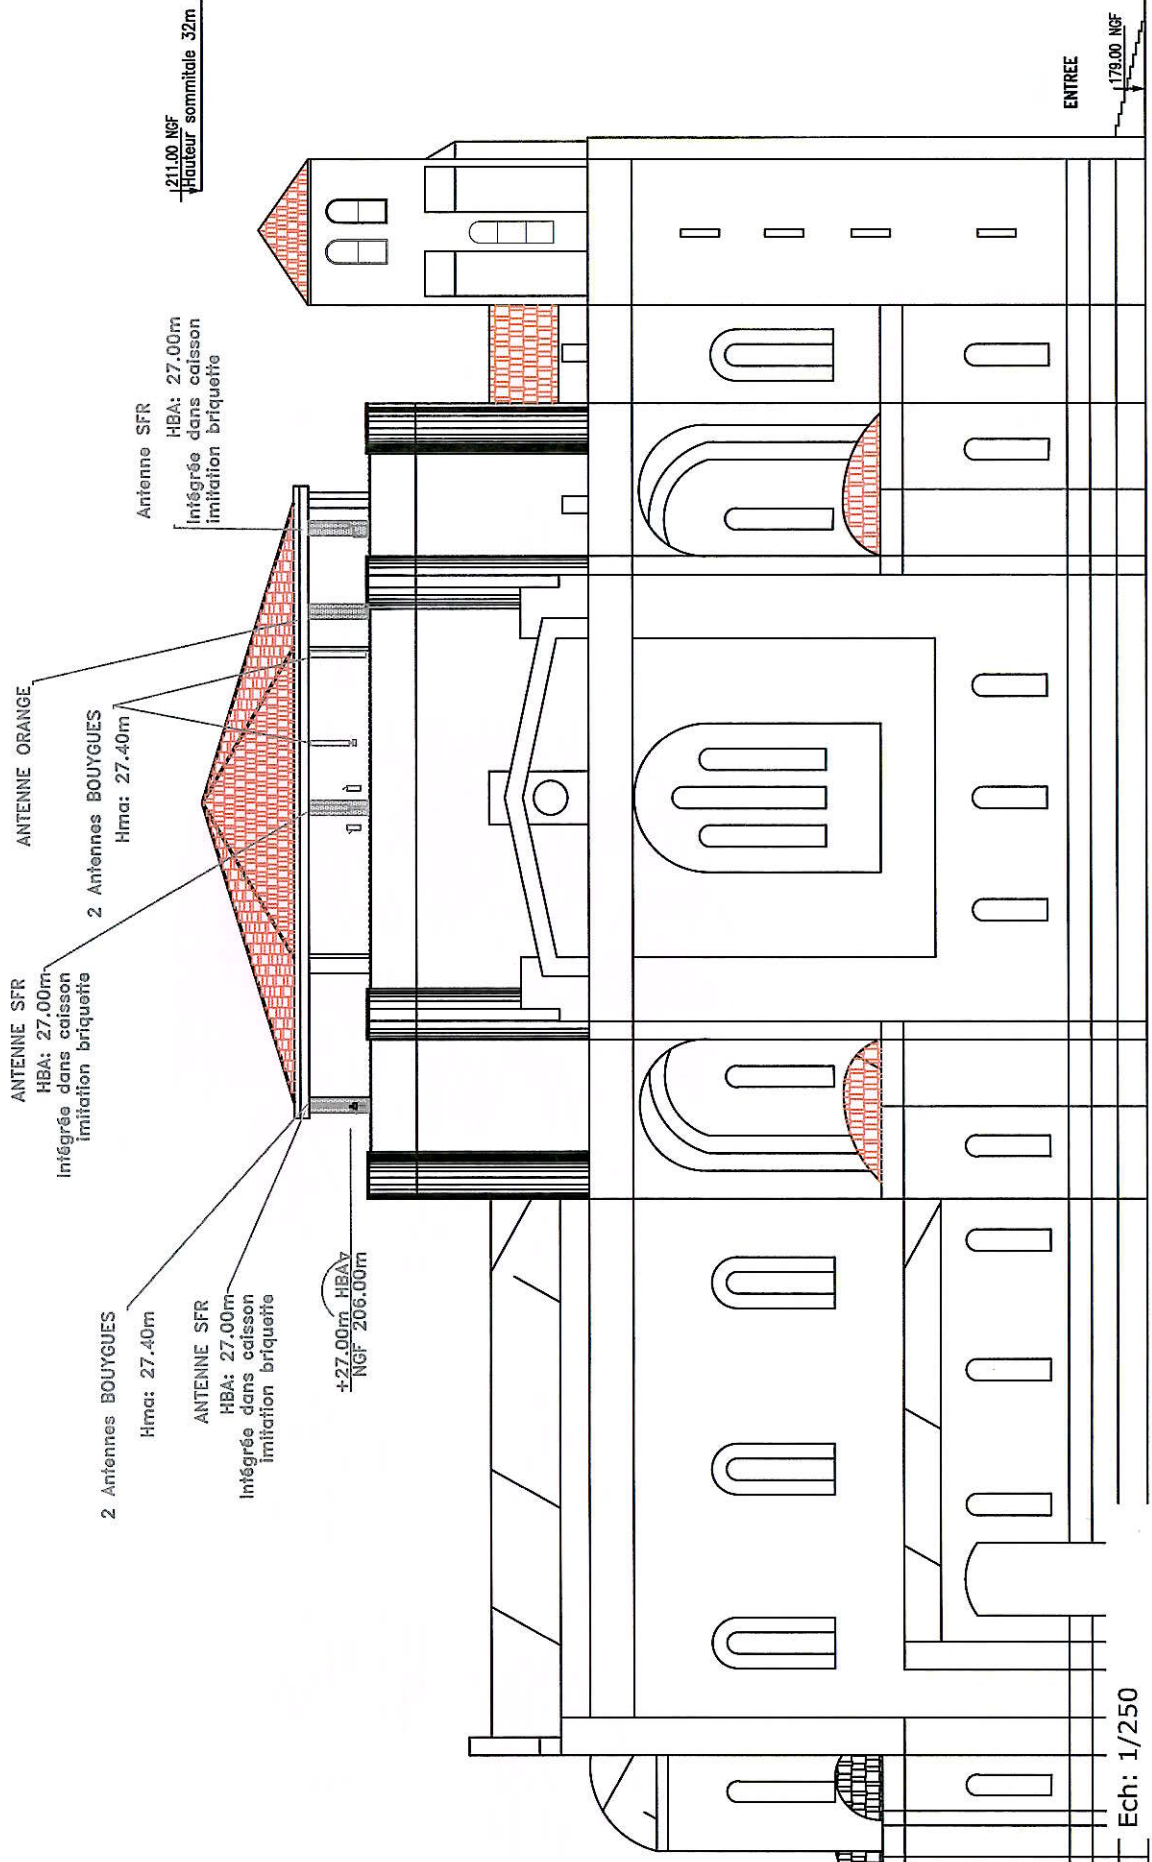 2 Antennes BOUYGUES
Hma: 27.40m
ANTENNE SFR
HBA: 27.00m
Intégrée dans caisson
imitation briquette
+27.00m HBA
NGF 206.00m
ANTENNE SFR
HBA: 27.00m
Intégrée dans caisson
imitation briquette
ANTENNE ORANGE
2 Antennes BOUYGUES
Hma: 27.40m
Antenne SFR
HBA: 27.00m
Intégrée dans caisson
imitation briquette
211.00 NGF
Hauteur sommitale 32m
ENTREE
179.00 NGF
Ech: 1/250